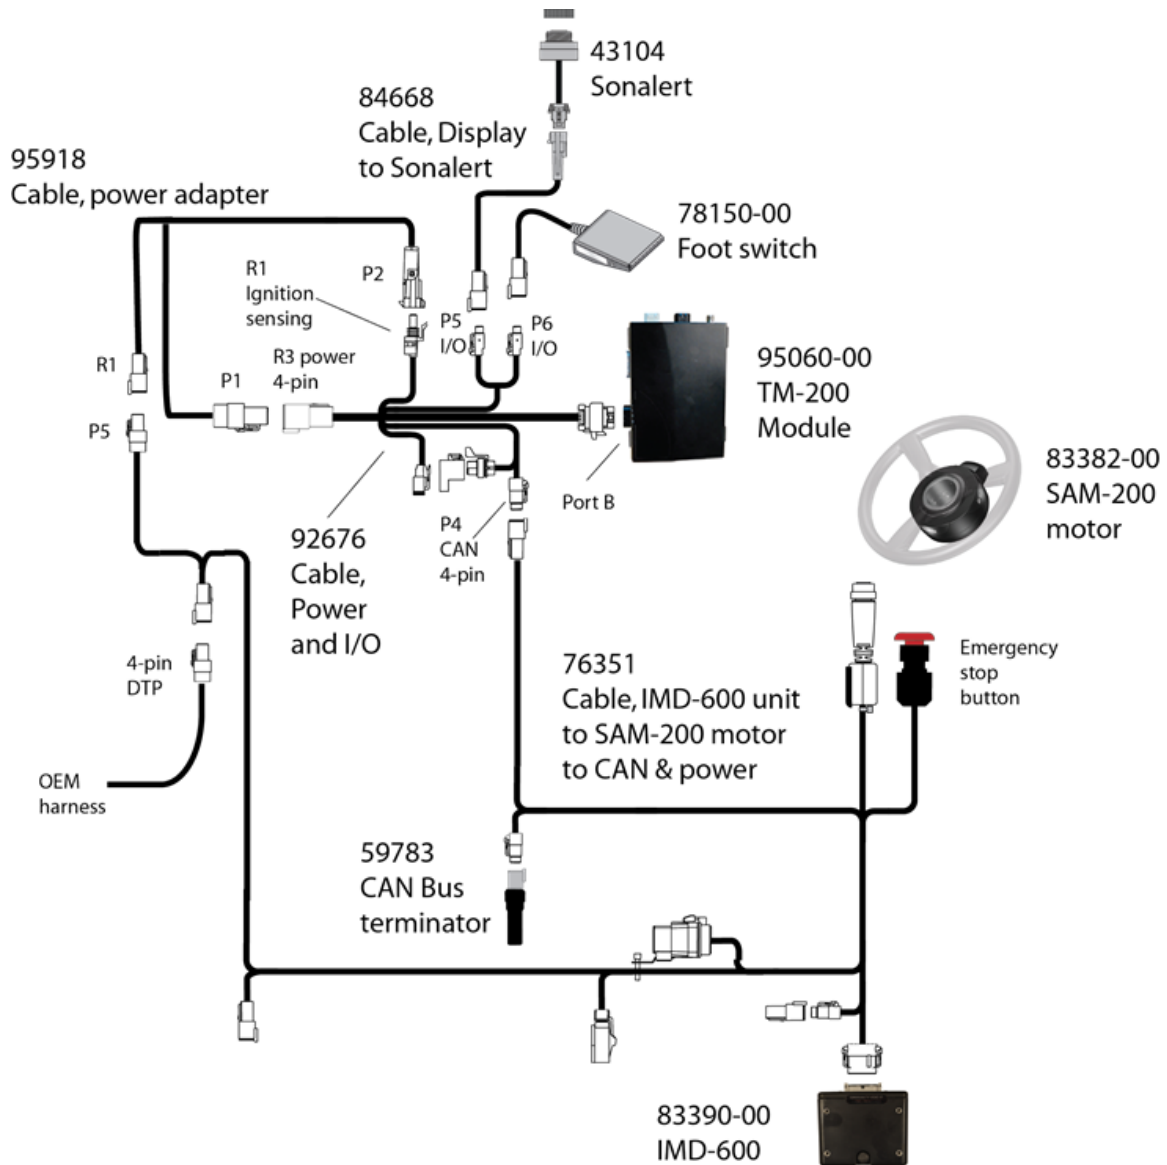 43104
Sonalert
84668
Cable, Display
to Sonalert
95918
Cable, power adapter
78150-00
Foot switch
P2
R1
Ignition
sensing
P5
I/O
P6
I/O
R1
P1
R3 power
4-pin
95060-00
TM-200
Module
P5
83382-00
SAM-200
motor
Port B
P4
CAN
4-pin
92676
Cable,
Power
and I/O
4-pin
DTP
76351
Cable, IMD-600 unit
to SAM-200 motor
to CAN & power
Emergency
stop
button
OEM
harness
59783
CAN Bus
terminator
83390-00
IMD-600